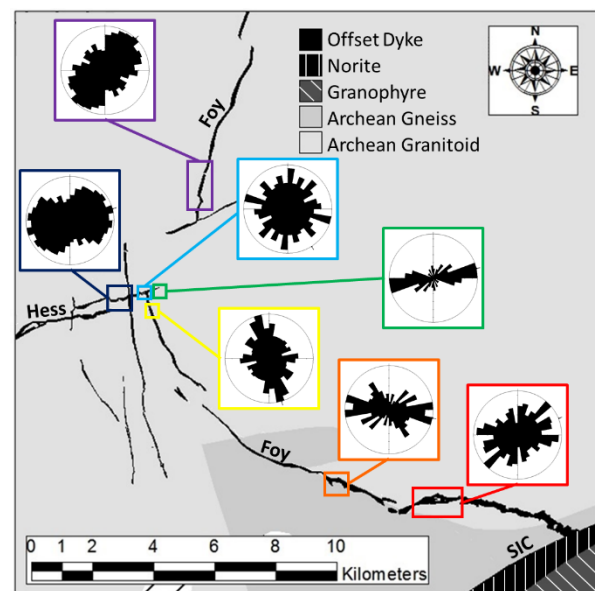 Offset Dyke
Norite
Granophyre
Archean Gneiss
Archean Granitoid
N
W E
S
Foy
Hess
Foy
SIC
0 1 2 4 6 8 10
Kilometers